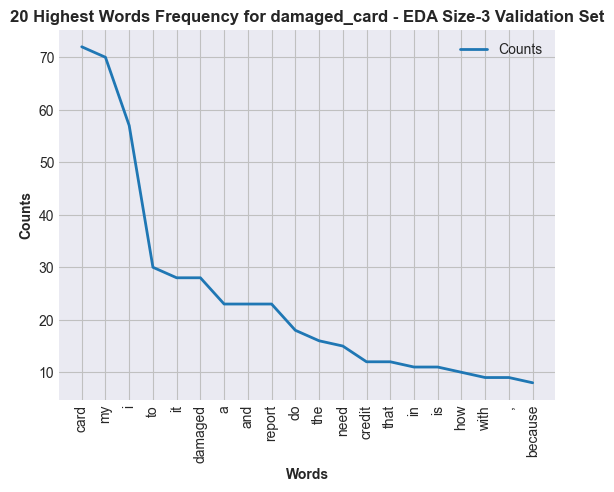 20 Highest Words Frequency for damaged_card - EDA Size-3 Validation Set
Counts
70
60
50
40
30
20
10
Counts
card
my
i
to
it
damaged
a
and
report
do
the
need
credit
that
in
is
how
with
,
because
Words